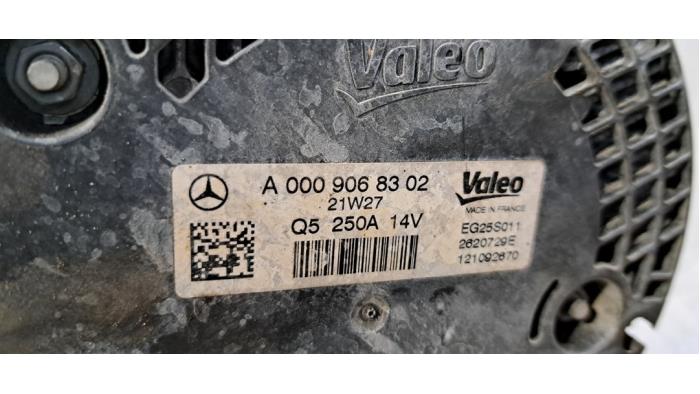 Valeo
A 000 906 83 02
21W27
Q5 250A 14V
Valeo
MADE IN FRANCE
EG25S011
2620729E
121092670